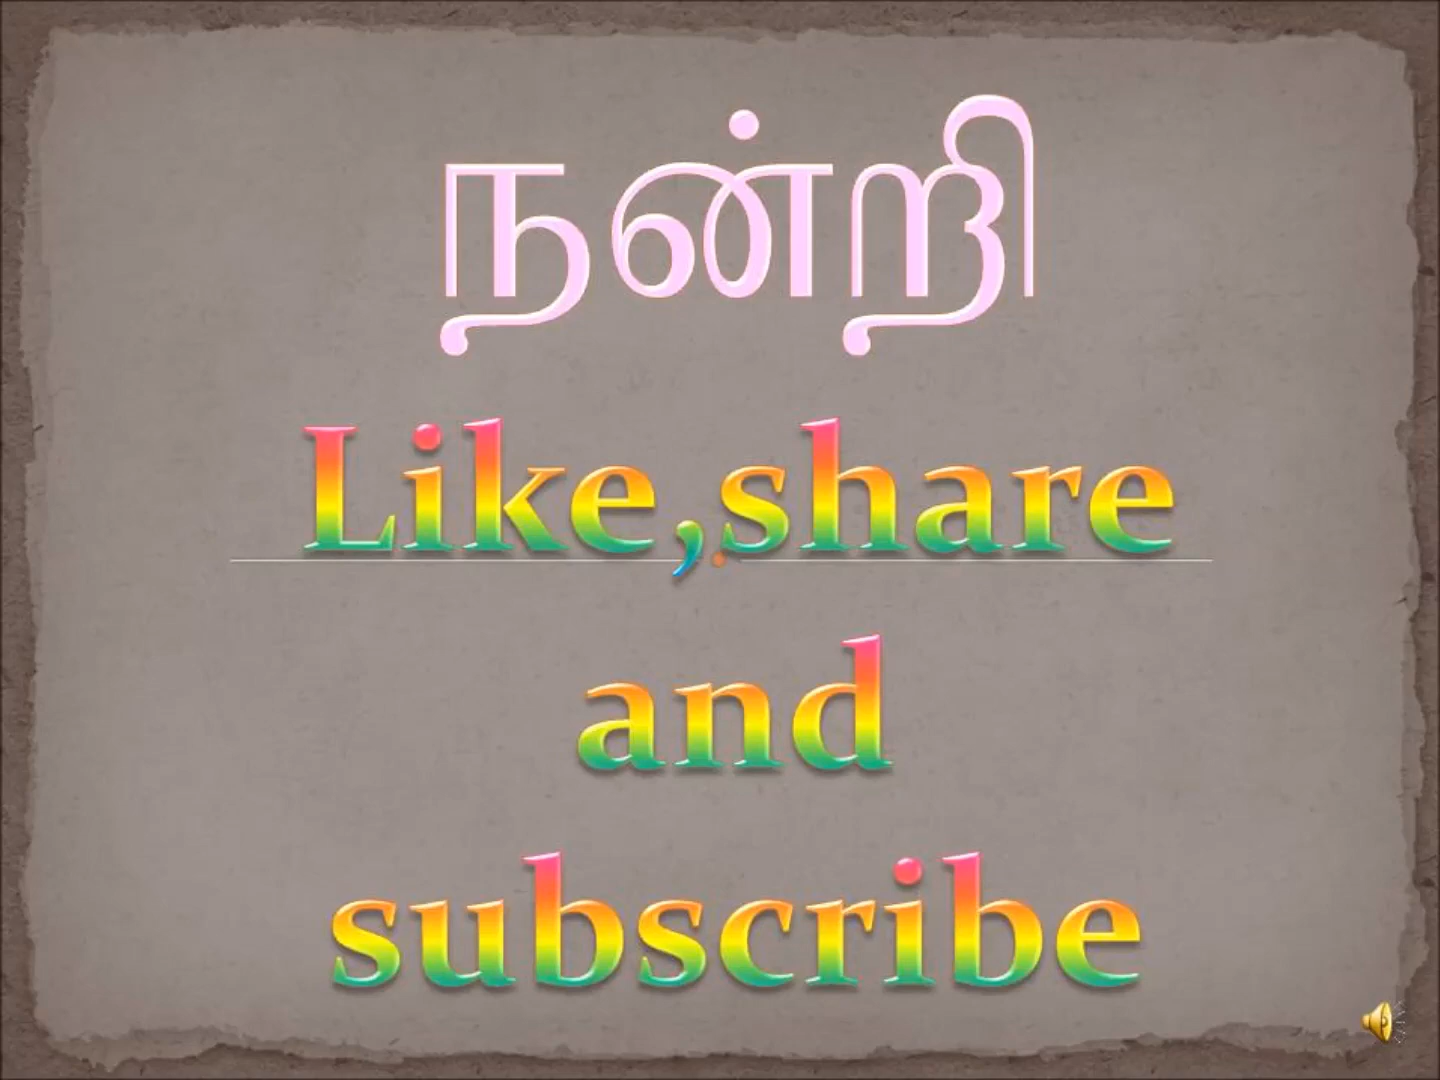 நன்றி
Like,share
and
subscribe